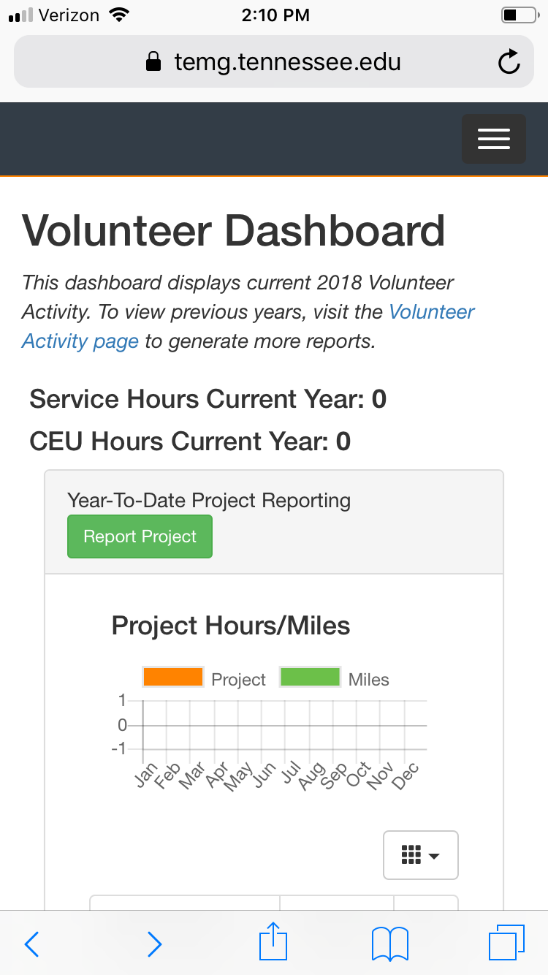 Verizon 2:10 PM
temg.tennessee.edu
Volunteer Dashboard
This dashboard displays current 2018 Volunteer
Activity. To view previous years, visit the Volunteer
Activity page to generate more reports.
Service Hours Current Year: 0
CEU Hours Current Year: 0
Year-To-Date Project Reporting
Report Project
Project Hours/Miles
Project Miles
1
0
-1
Jan Feb Mar Apr May Jun Jul Aug Sep Oct Nov Dec